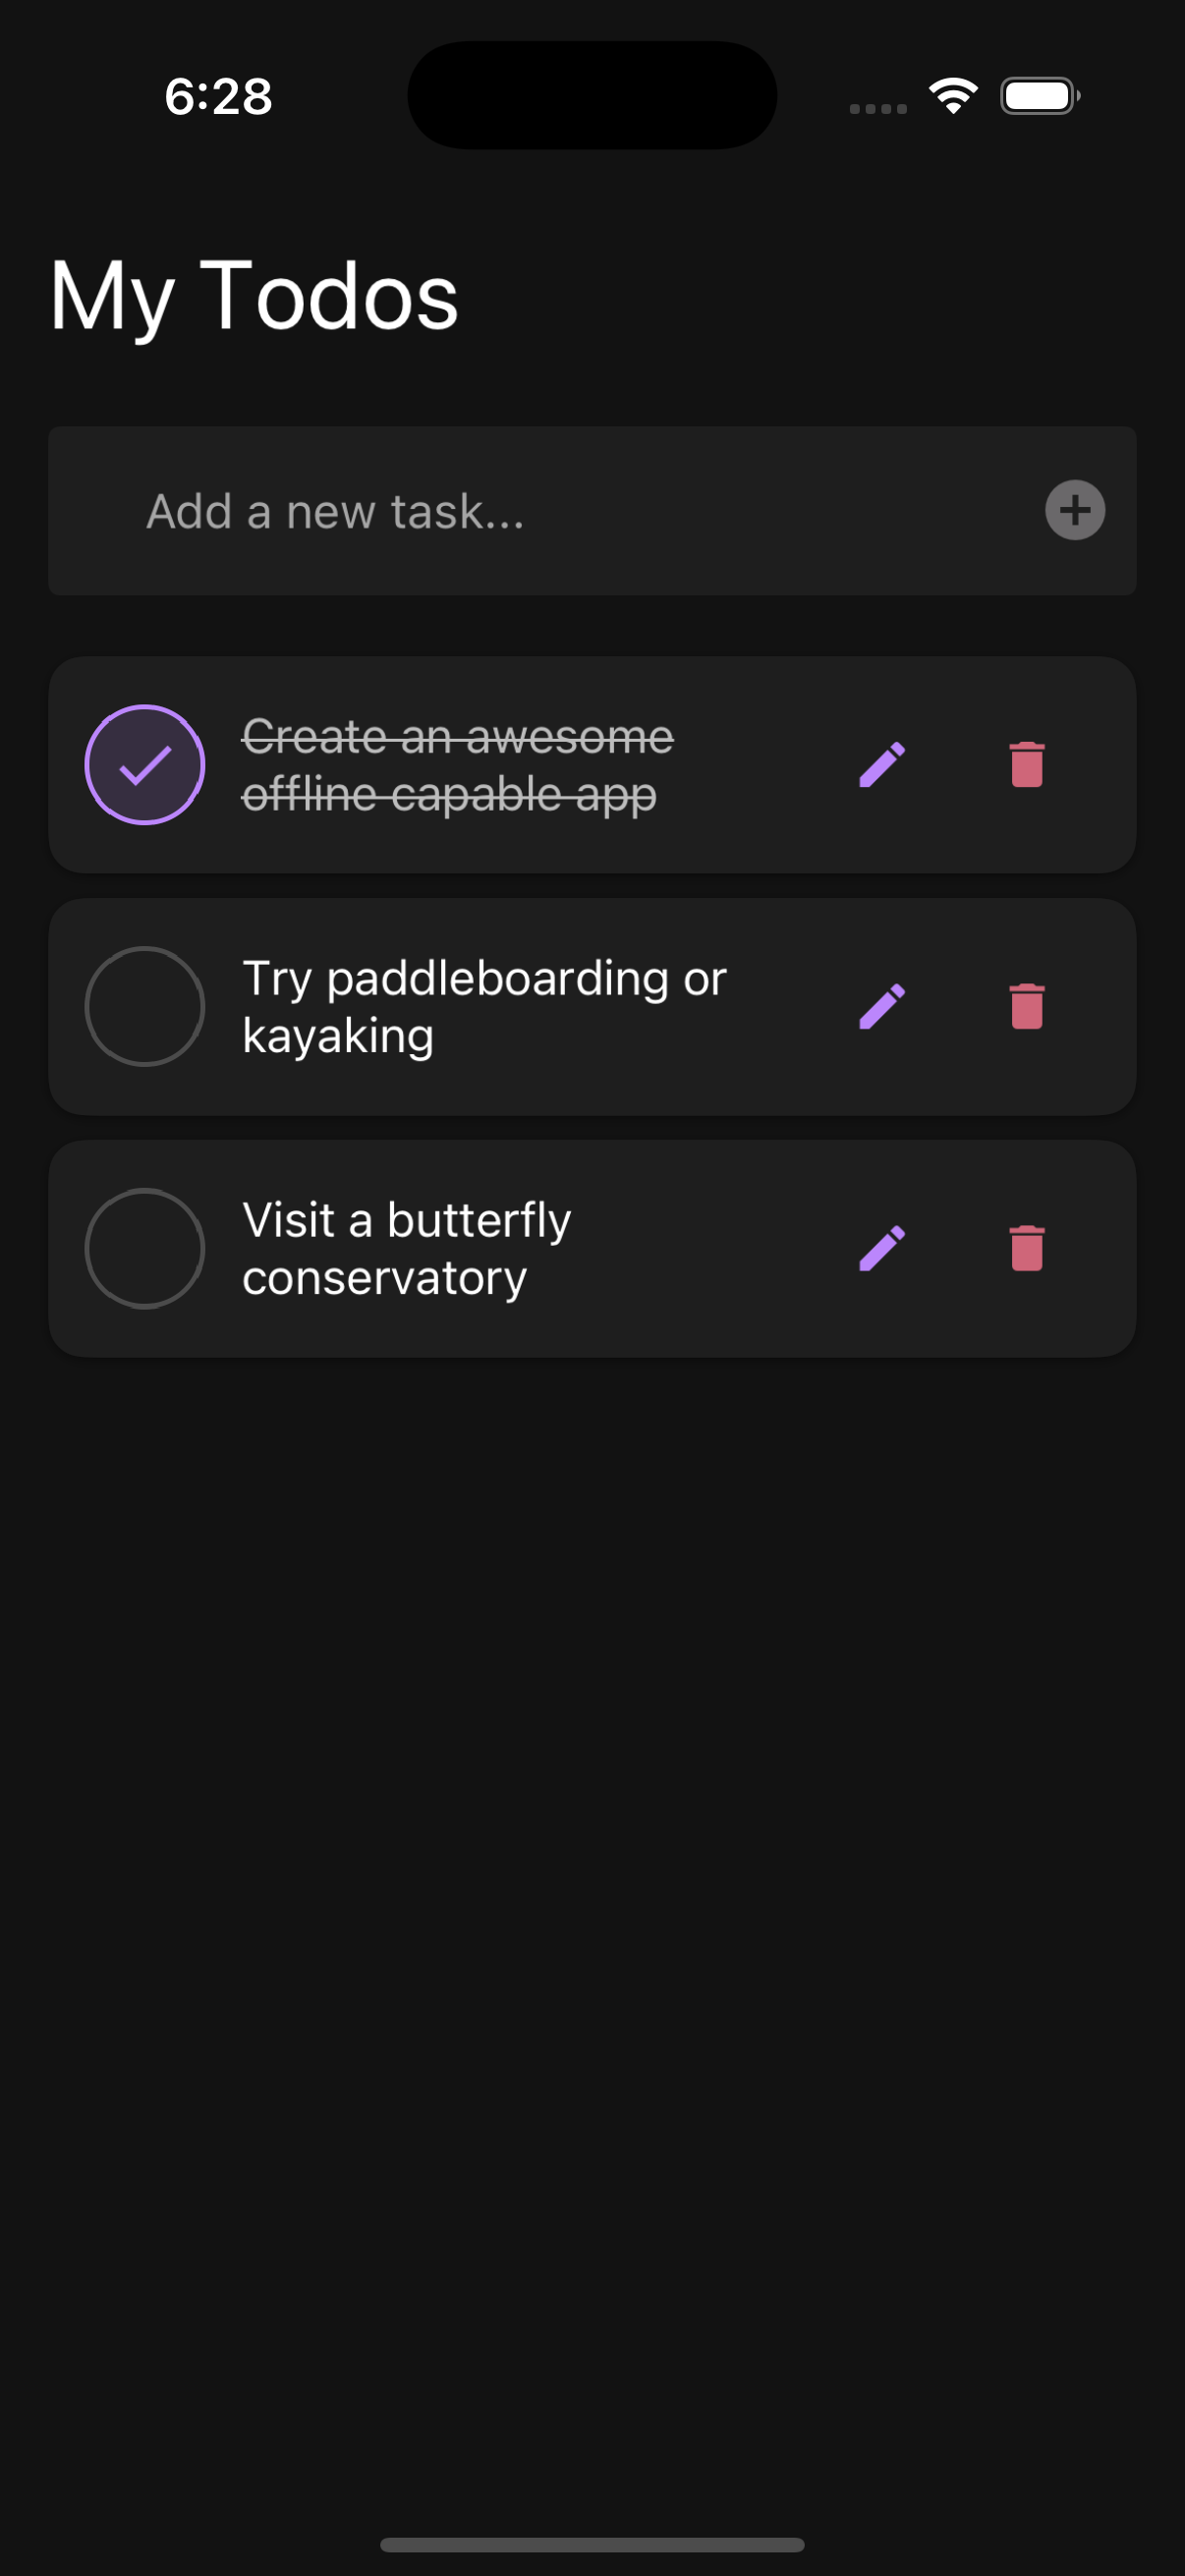 6:28
My Todos
Add a new task...
Create an awesome
offline capable app
Try paddleboarding or
kayaking
Visit a butterfly
conservatory